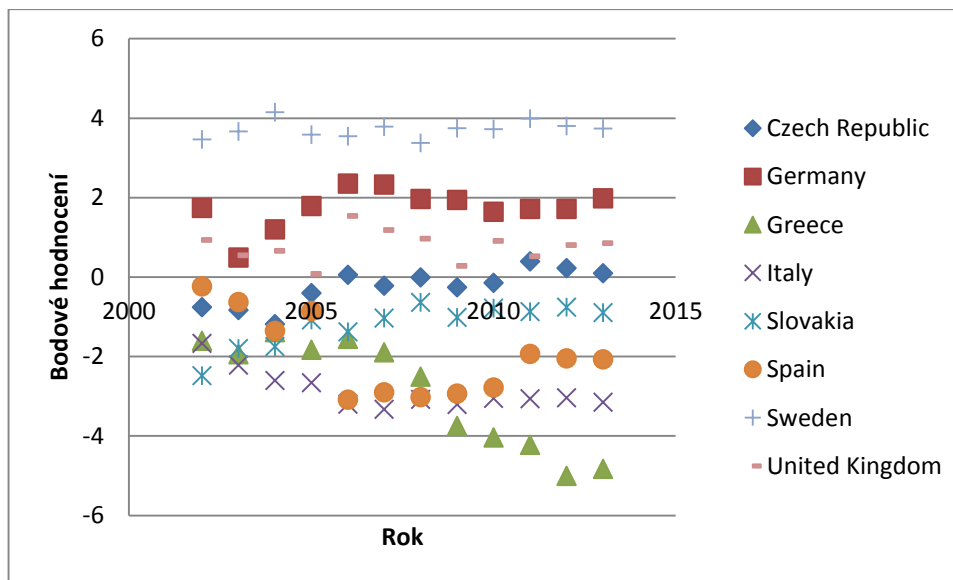 Bodové hodnocení
6
4
2
0
-2
-4
-6
2000
2005
2010
2015
Rok
Czech Republic
Germany
Greece
Italy
Slovakia
Spain
Sweden
United Kingdom